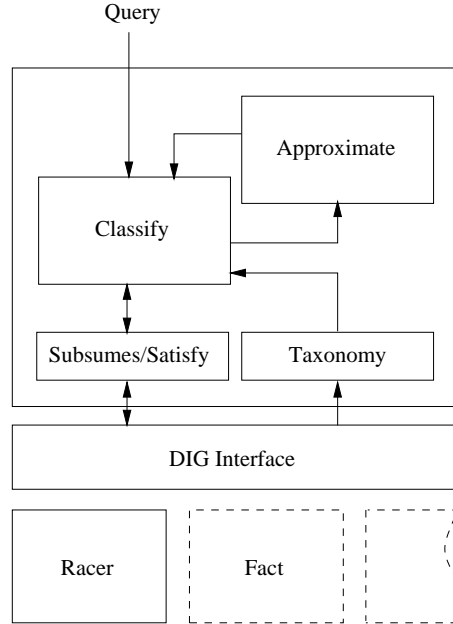 Query
Approximate
Classify
Subsumes/Satisfy
Taxonomy
DIG Interface
Racer
Fact